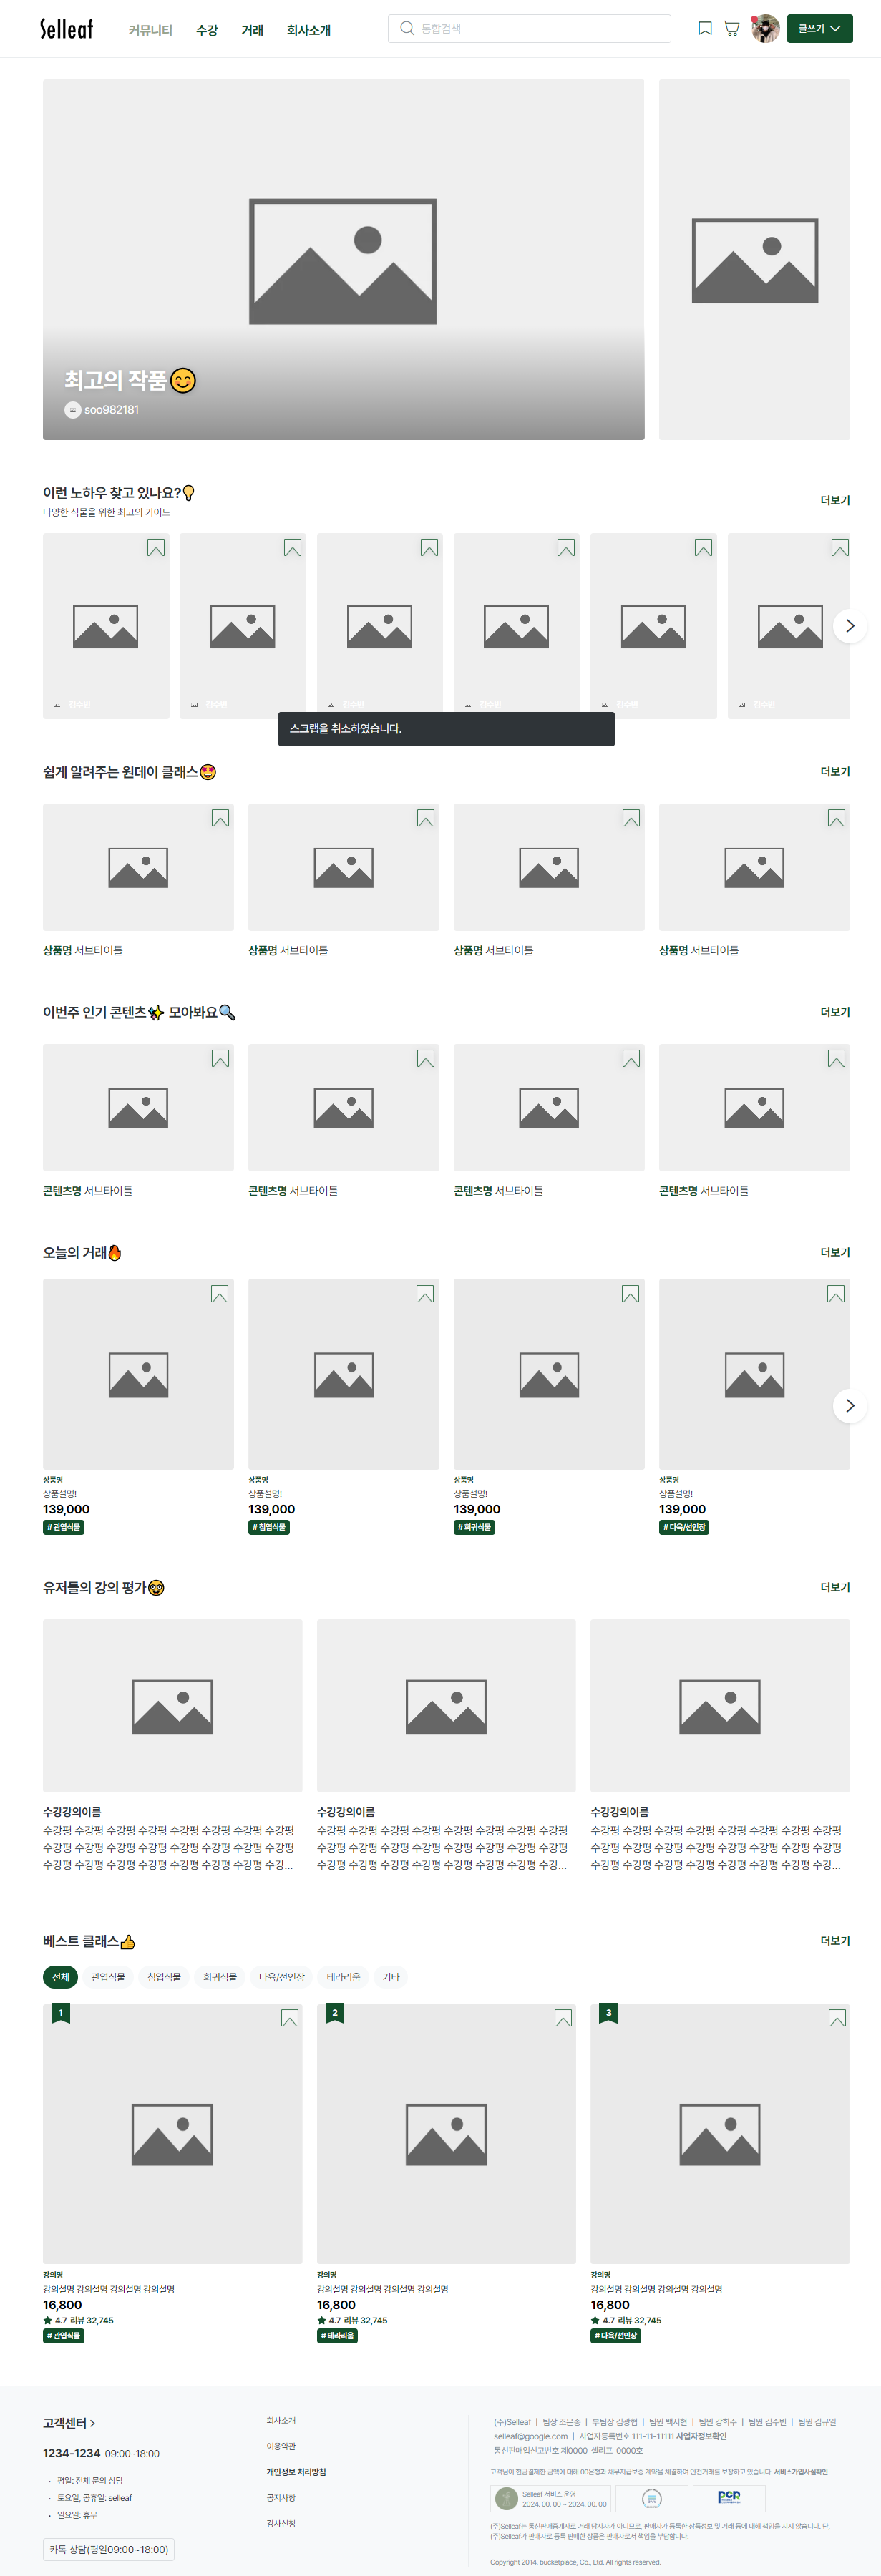 Selleaf 커뮤니티 수강 거래 회사소개 통합검색 글쓰기
최고의 작품😊
soo982181
이런 노하우 찾고 있나요?💡 더보기
다양한 식물을 위한 최고의 가이드
김수빈 김수빈 김수빈 김수빈 김수빈
스크랩을 취소하였습니다.
쉽게 알려주는 원데이 클래스🤩 더보기
상품명 서브타이틀 상품명 서브타이틀 상품명 서브타이틀 상품명 서브타이틀
이번주 인기 콘텐츠✨ 모아봐요🔍 더보기
콘텐츠명 서브타이틀 콘텐츠명 서브타이틀 콘텐츠명 서브타이틀 콘텐츠명 서브타이틀
오늘의 거래🔥 더보기
상품명 상품명 상품명 상품명
상품설명! 상품설명! 상품설명! 상품설명!
139,000 139,000 139,000 139,000
# 관엽식물 # 침엽식물 # 희귀식물 # 다육/선인장
유저들의 강의 평가🤓 더보기
수강강의이름 수강강의이름 수강강의이름
수강평 수강평 수강평 수강평 수강평 수강평 수강평 수강평 수강평 수강평 수강평 수강평 수강평 수강평 수강평 수강평 수강평 수강평 수강평 수강평 수강평 수강평 수강평 수강평
수강평 수강평 수강평 수강평 수강평 수강평 수강평 수강평 수강평 수강평 수강평 수강평 수강평 수강평 수강평 수강평 수강평 수강평 수강평 수강평 수강평 수강평 수강평 수강평
수강평 수강평 수강평 수강평 수강평 수강평 수강평 수강... 수강평 수강평 수강평 수강평 수강평 수강평 수강평 수강... 수강평 수강평 수강평 수강평 수강평 수강평 수강평 수강...
베스트 클래스👍 더보기
전체 관엽식물 침엽식물 희귀식물 다육/선인장 테라리움 기타
1 2 3
강의명 강의명 강의명
강의설명 강의설명 강의설명 강의설명 강의설명 강의설명 강의설명 강의설명 강의설명 강의설명 강의설명 강의설명
16,800 16,800 16,800
★ 4.7 리뷰 32,745 ★ 4.7 리뷰 32,745 ★ 4.7 리뷰 32,745
# 관엽식물 # 테라리움 # 다육/선인장
고객센터 >
1234-1234 09:00~18:00
· 평일: 전체 문의 상담
· 토요일, 공휴일: selleaf
· 일요일: 휴무
카톡 상담(평일09:00~18:00)
회사소개
이용약관
개인정보 처리방침
공지사항
강사신청
(주)Selleaf | 팀장 조은종 | 부팀장 김광협 | 팀원 백시현 | 팀원 강희주 | 팀원 김수빈 | 팀원 김규일
selleaf@google.com | 사업자등록번호 111-11-11111 사업자정보확인
통신판매업신고번호 제0000-셀리프-0000호
고객님이 현금결제한 금액에 대해 00은행과 채무지급보증 계약을 체결하여 안전거래를 보장하고 있습니다. 서비스가입사실확인
Selleaf 서비스 운영
2024. 00. 00 ~ 2024. 00. 00
(주)Selleaf는 통신판매중개자로 거래 당사자가 아니므로, 판매자가 등록한 상품정보 및 거래 등에 대해 책임을 지지 않습니다. 단,
(주)Selleaf가 판매자로 등록 판매한 상품은 판매자로서 책임을 부담합니다.
Copyright 2014. bucketplace, Co., Ltd. All rights reserved.